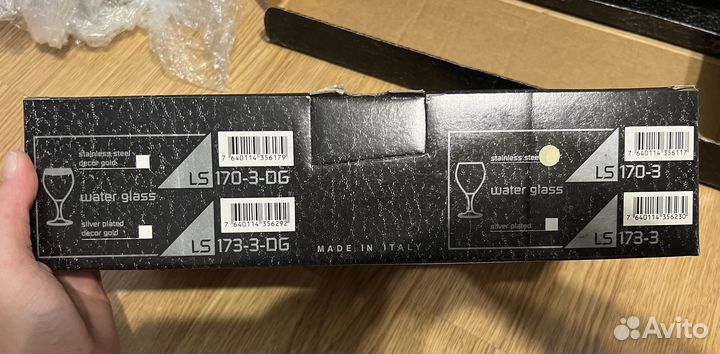 stainless steel
decor gold
7 640114 356179
LS 170-3-DG
water glass
silver plated
decor gold
7 640114 356292
LS 173-3-DG
MADE IN ITALY
stainless steel
7 640114 356117
LS 170-3
water glass
silver plated
7 640114 356230
LS 173-3
Avito